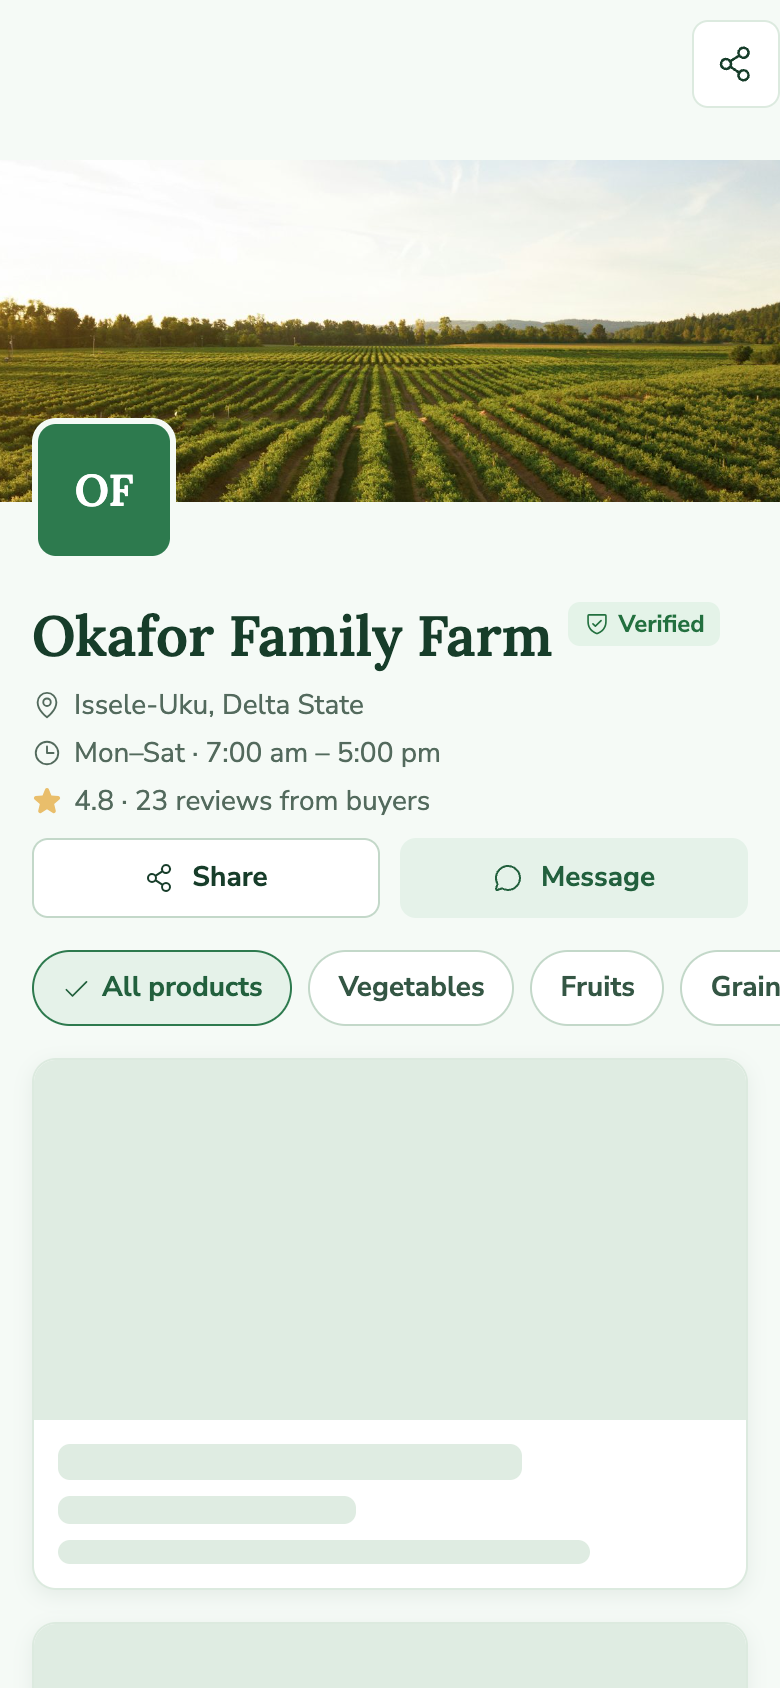 OF
Okafor Family Farm
Verified
Issele-Uku, Delta State
Mon–Sat · 7:00 am – 5:00 pm
4.8 · 23 reviews from buyers
Share
Message
All products
Vegetables
Fruits
Grain